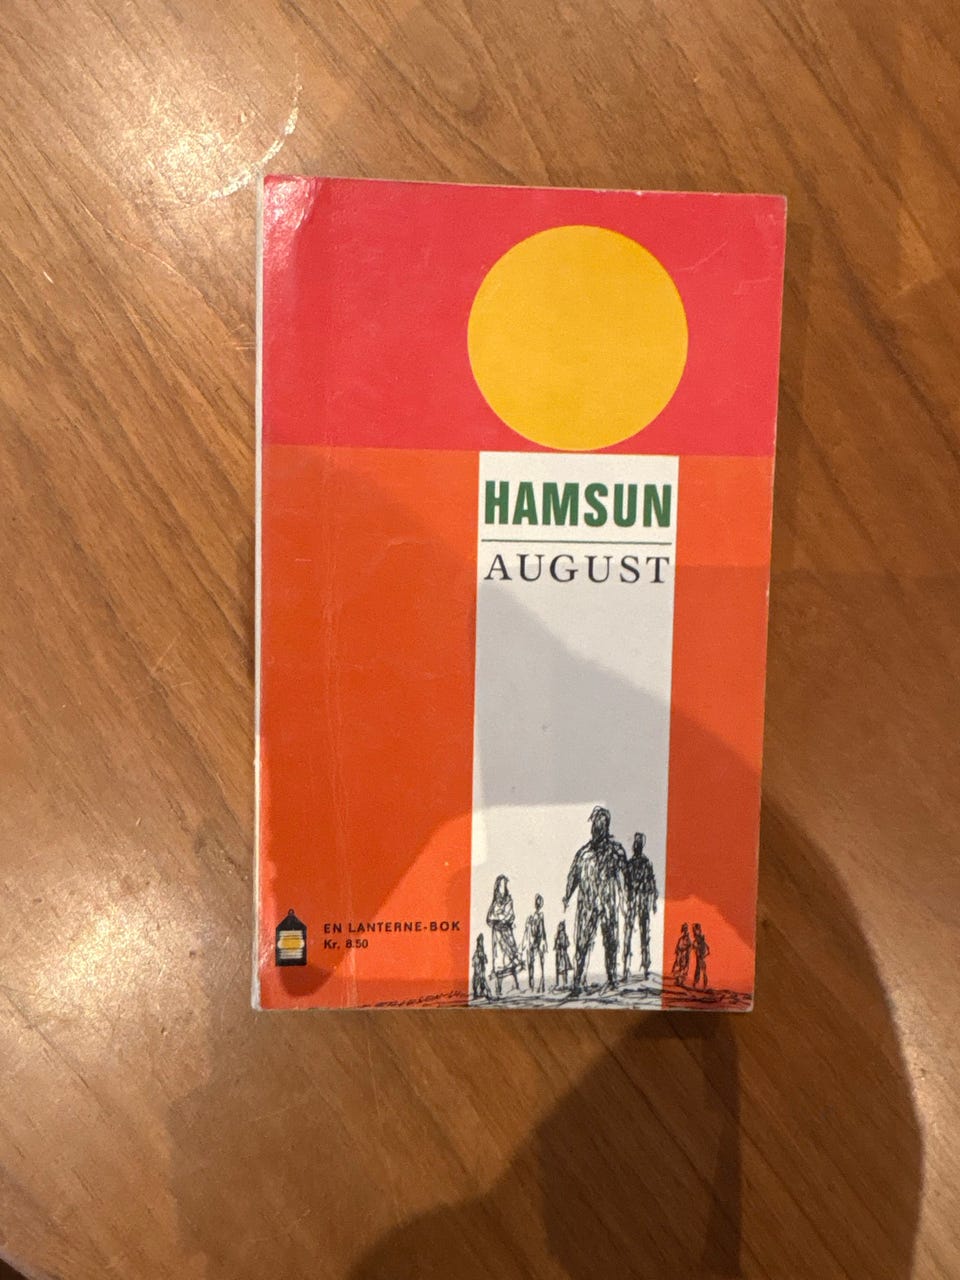 HAMSUN
AUGUST
EN LANTERNE-BOK
Kr. 8.50